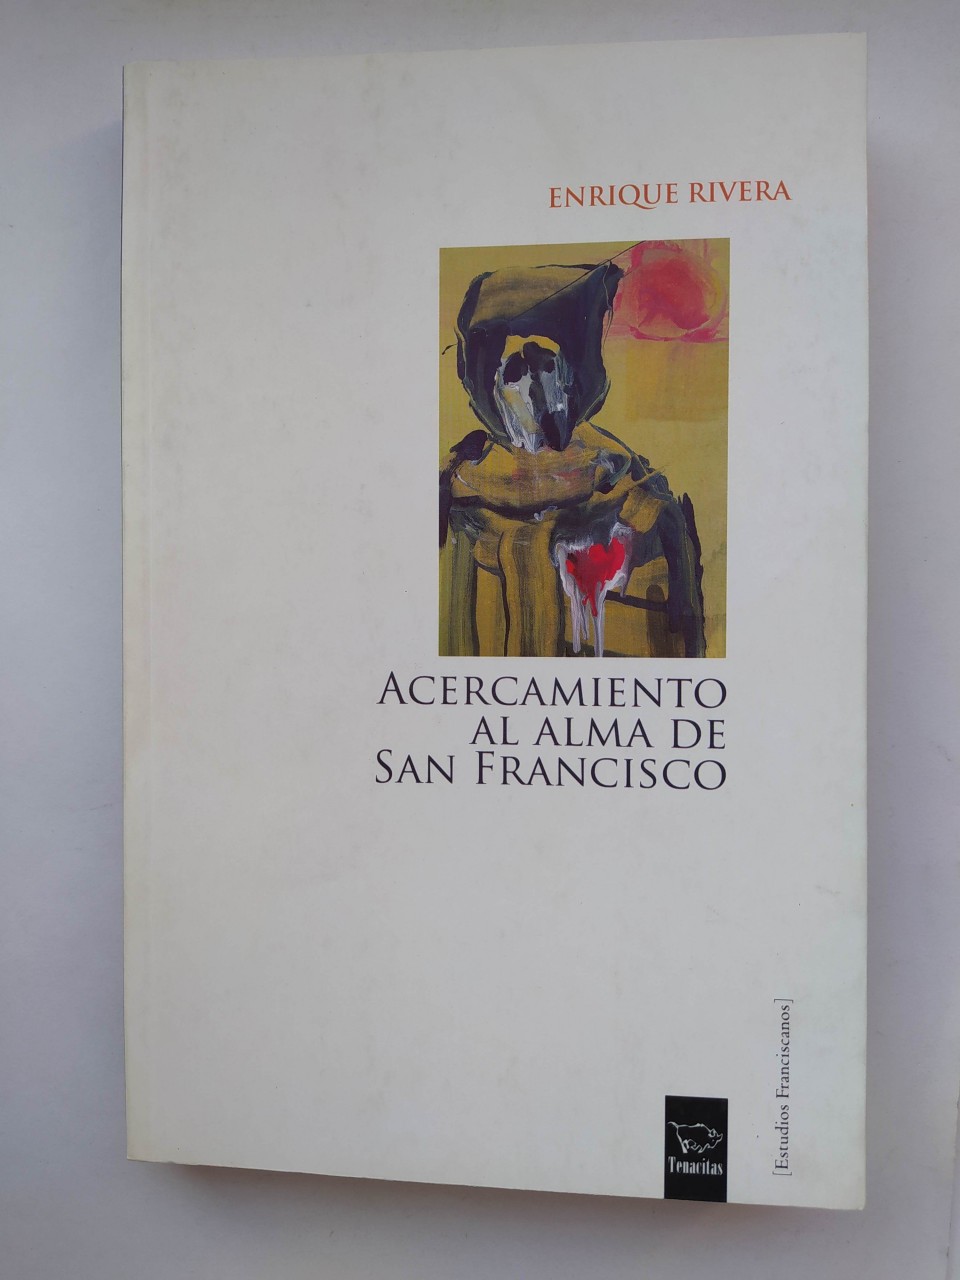 ENRIQUE RIVERA
ACERCAMIENTO
AL ALMA DE
SAN FRANCISCO
[Estudios Franciscanos]
Tenacitas